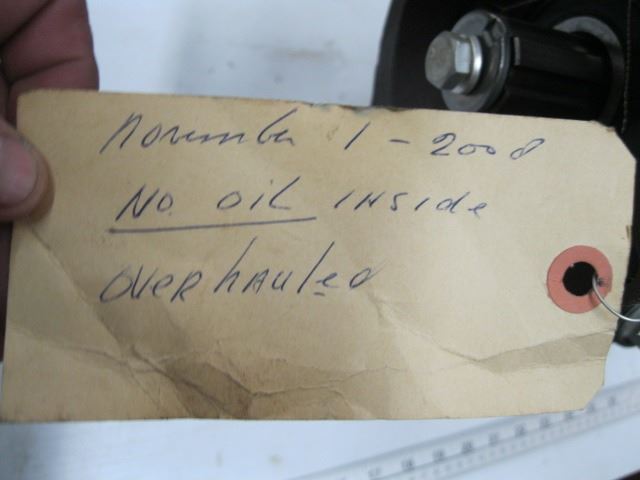 November 1 - 2008
No. OIL INSide
OVERhAUled